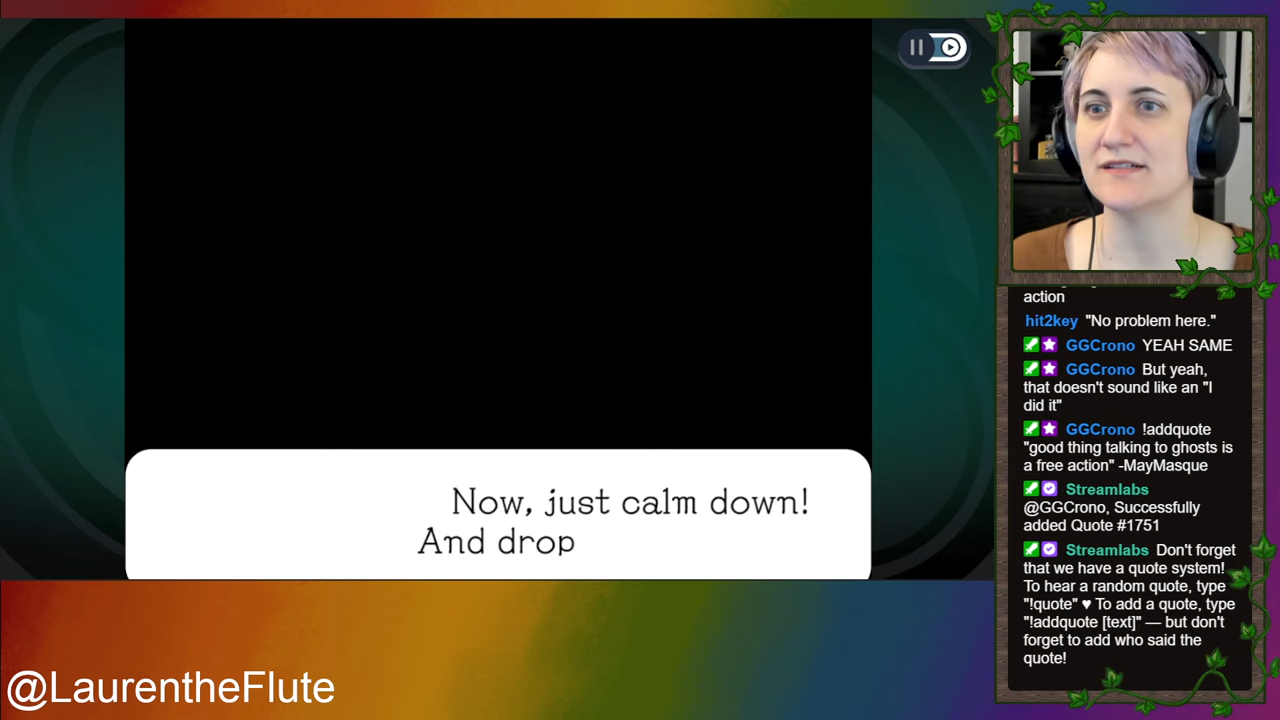 Now, just calm down!
And drop
action
hit2key "No problem here."
GGCrono YEAH SAME
GGCrono But yeah,
that doesn't sound like an "I
did it"
GGCrono !addquote
"good thing talking to ghosts is
a free action" -MayMasque
Streamlabs
@GGCrono, Successfully
added Quote #1751
Streamlabs Don't forget
that we have a quote system!
To hear a random quote, type
"!quote" ♥ To add a quote, type
"!addquote [text]" — but don't
forget to add who said the
quote!
@LaurentheFlute